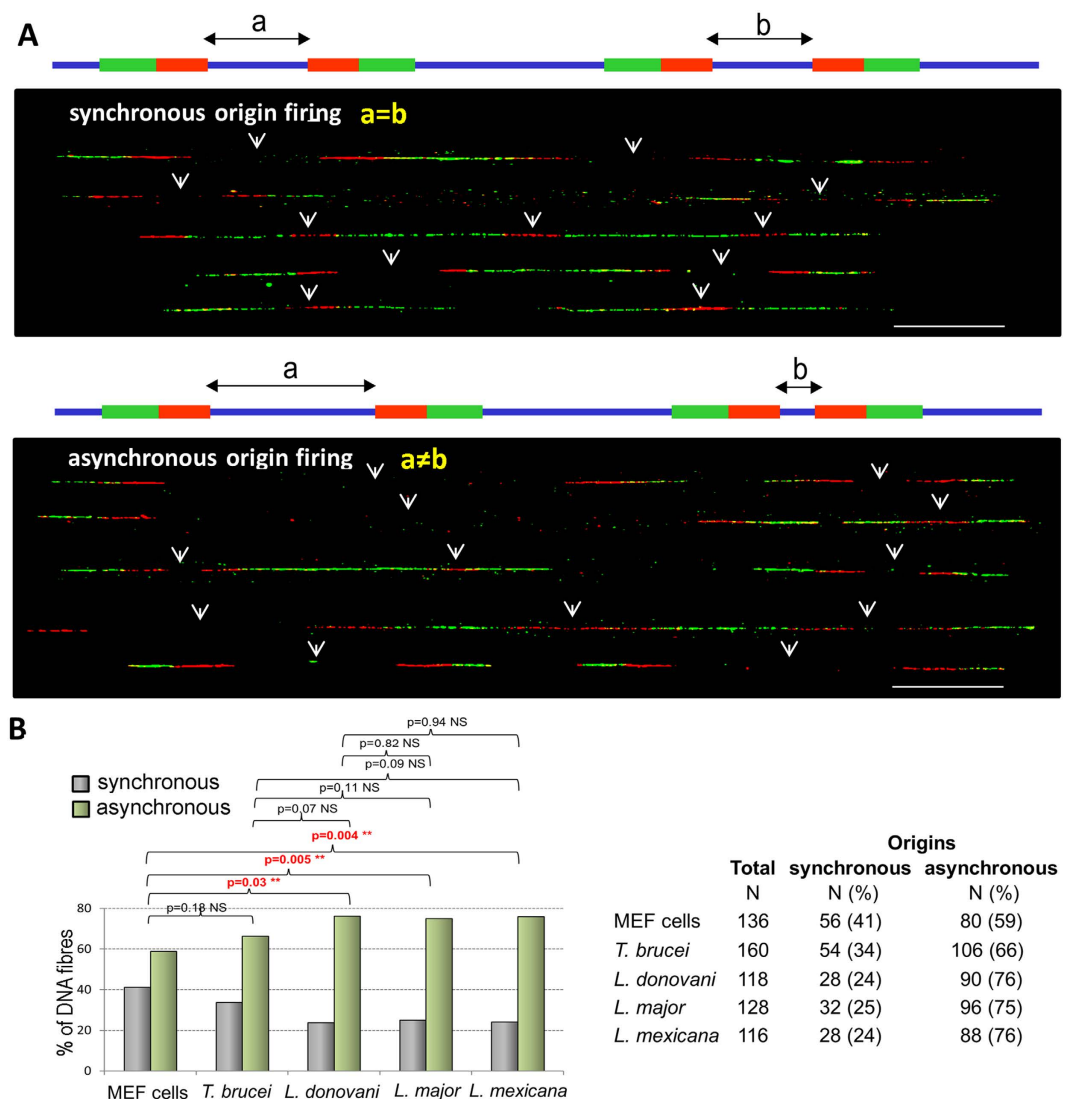 A
a
b
synchronous origin firing a=b
a
b
asynchronous origin firing a≠b
B
p=0.94 NS
p=0.82 NS
p=0.09 NS
p=0.11 NS
p=0.07 NS
p=0.004 **
p=0.005 **
p=0.03 **
p=0.18 NS
synchronous
asynchronous
% of DNA fibres
80
60
40
20
0
MEF cells T. brucei L. donovani L. major L. mexicana
Origins
Total synchronous asynchronous
N N (%) N (%)
MEF cells 136 56 (41) 80 (59)
T. brucei 160 54 (34) 106 (66)
L. donovani 118 28 (24) 90 (76)
L. major 128 32 (25) 96 (75)
L. mexicana 116 28 (24) 88 (76)